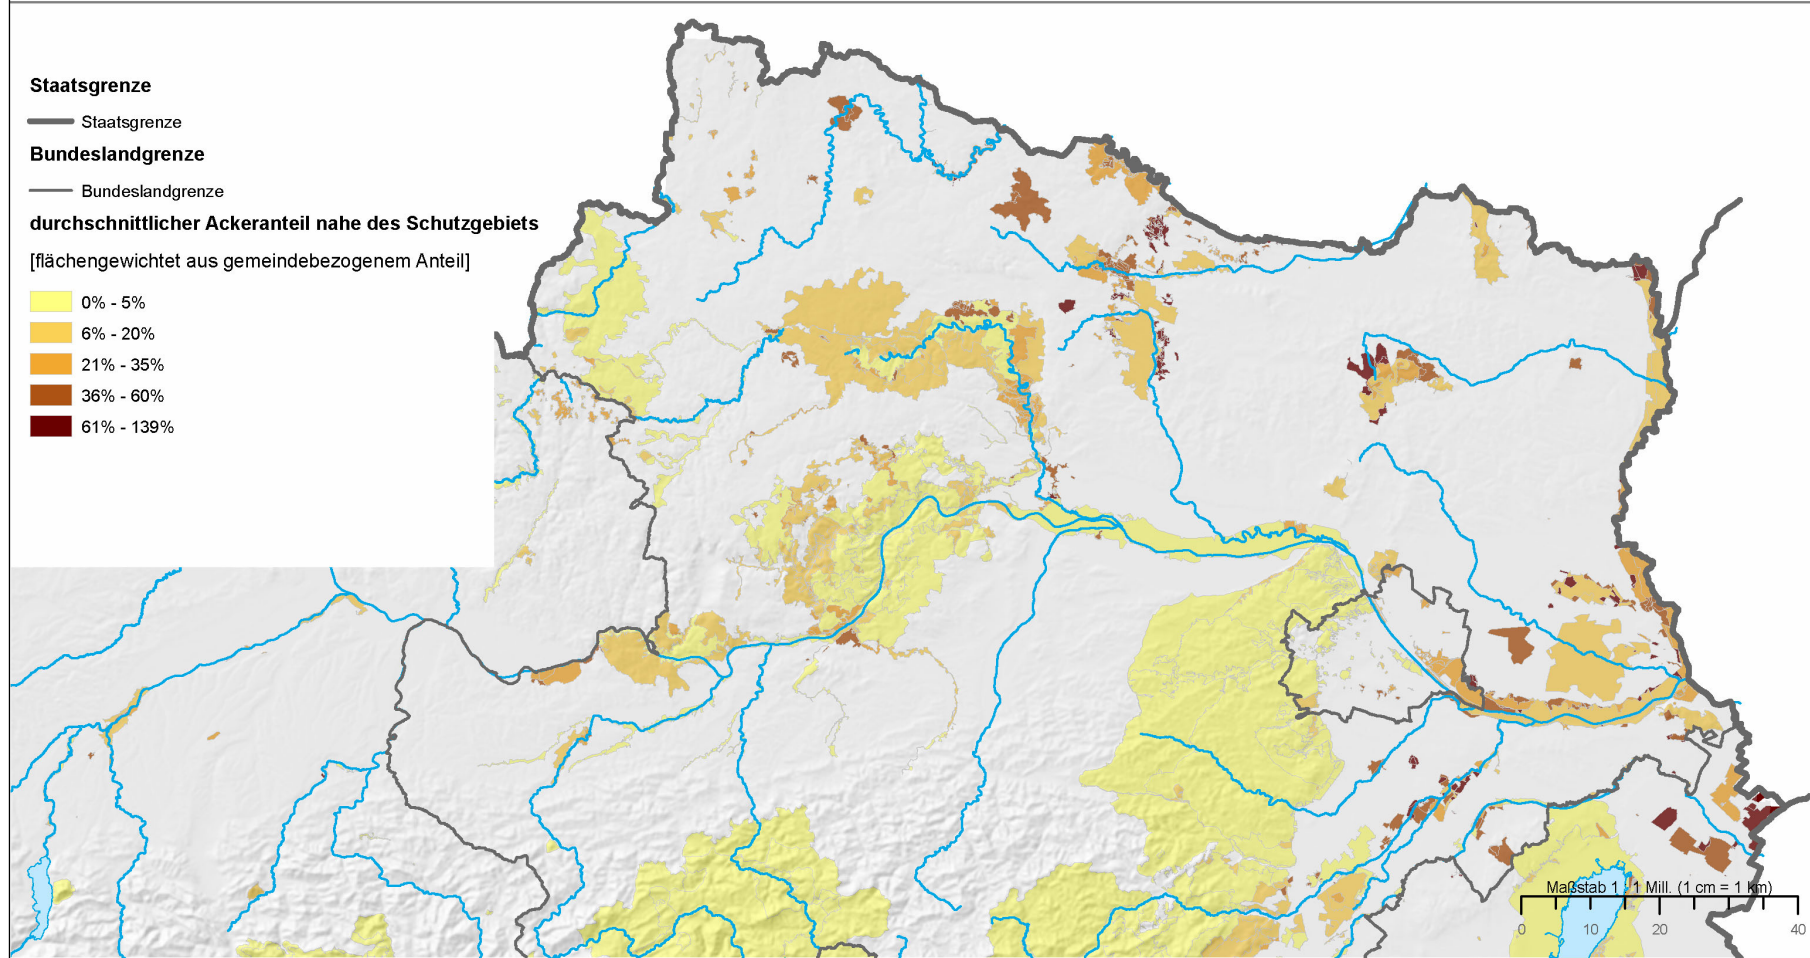 Staatsgrenze
Staatsgrenze
Bundeslandgrenze
Bundeslandgrenze
durchschnittlicher Ackeranteil nahe des Schutzgebiets
[flächengewichtet aus gemeindebezogenem Anteil]
0% - 5%
6% - 20%
21% - 35%
36% - 60%
61% - 139%
Maßstab 1 : 1 Mill. (1 cm = 1 km)
0 10 20 40